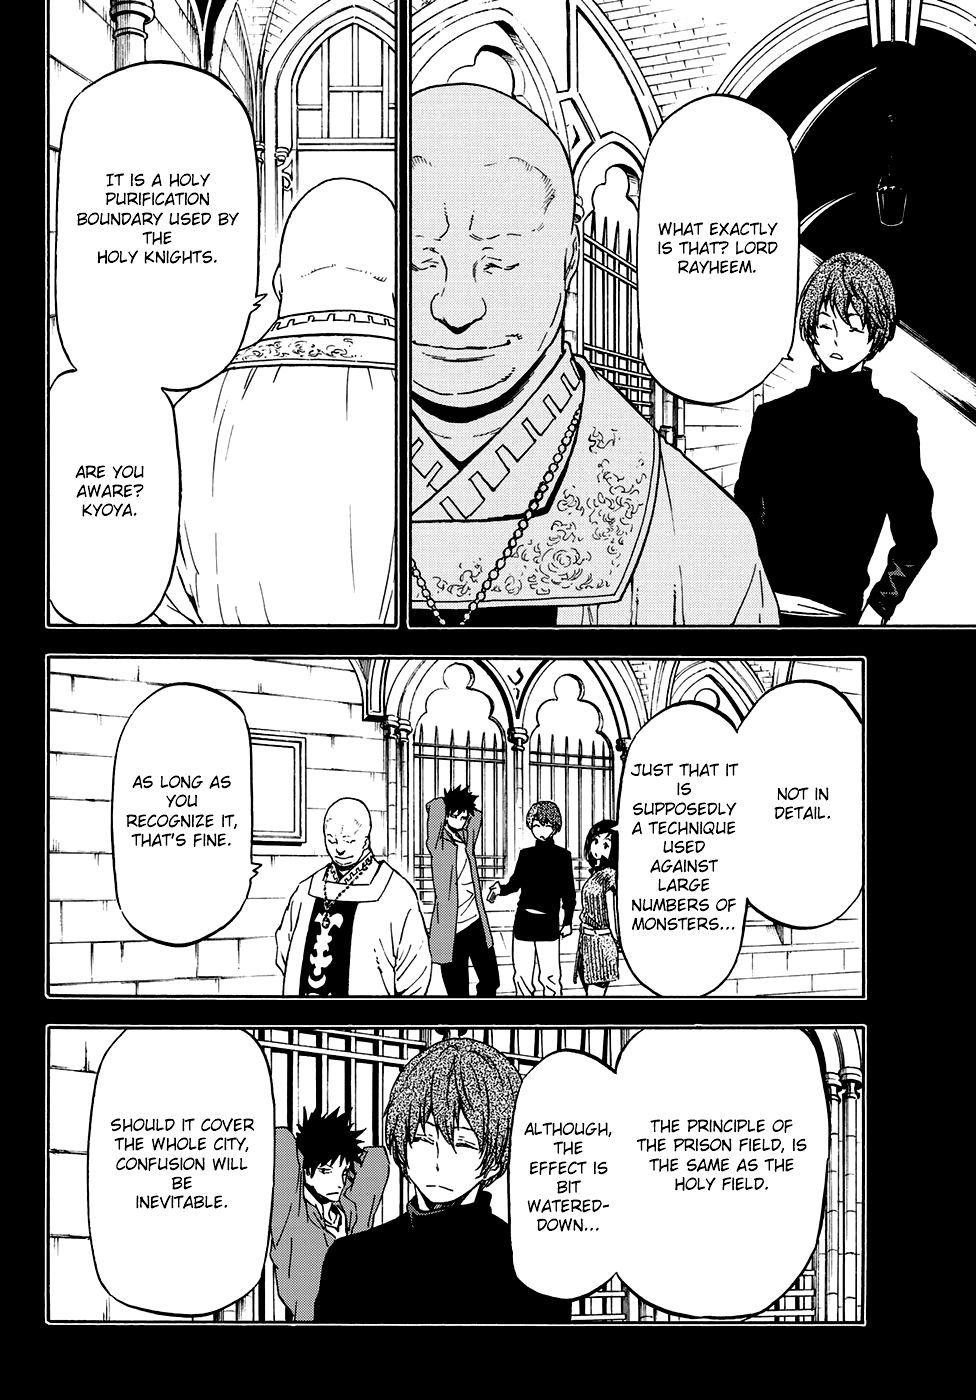 WHAT EXACTLY
IS THAT? LORD
RAYHEEM.
IT IS A HOLY
PURIFICATION
BOUNDARY USED BY
THE
HOLY KNIGHTS.
ARE YOU
AWARE?
KYOYA.
NOT IN
DETAIL.
JUST THAT IT
IS
SUPPOSEDLY
A TECHNIQUE
USED
AGAINST
LARGE
NUMBERS OF
MONSTERS...
AS LONG AS
YOU
RECOGNIZE IT,
THAT'S FINE.
THE PRINCIPLE OF
THE PRISON FIELD, IS
THE SAME AS THE
HOLY FIELD.
ALTHOUGH,
THE
EFFECT IS
BIT
WATERED-
DOWN...
SHOULD IT COVER
THE WHOLE CITY,
CONFUSION WILL
BE
INEVITABLE.